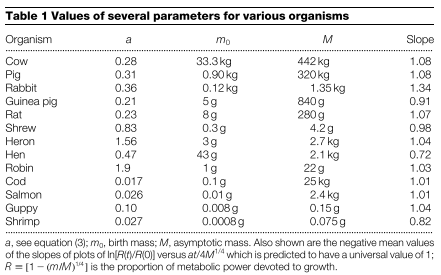 Table 1 Values of several parameters for various organisms
Organism a m0 M Slope
Cow 0.28 33.3 kg 442 kg 1.08
Pig 0.31 0.90 kg 320 kg 1.08
Rabbit 0.36 0.12 kg 1.35 kg 1.34
Guinea pig 0.21 5 g 840 g 0.91
Rat 0.23 8 g 280 g 1.07
Shrew 0.83 0.3 g 4.2 g 0.98
Heron 1.56 3 g 2.7 kg 1.04
Hen 0.47 43 g 2.1 kg 0.72
Robin 1.9 1 g 22 g 1.03
Cod 0.017 0.1 g 25 kg 1.01
Salmon 0.026 0.01 g 2.4 kg 1.01
Guppy 0.10 0.008 g 0.15 g 1.04
Shrimp 0.027 0.0008 g 0.075 g 0.82
a, see equation (3); m0, birth mass; M, asymptotic mass. Also shown are the negative mean values
of the slopes of plots of ln[R(t)/R(0)] versus at/4M^1/4 which is predicted to have a universal value of 1;
R = [1 − (m/M)^1/4] is the proportion of metabolic power devoted to growth.